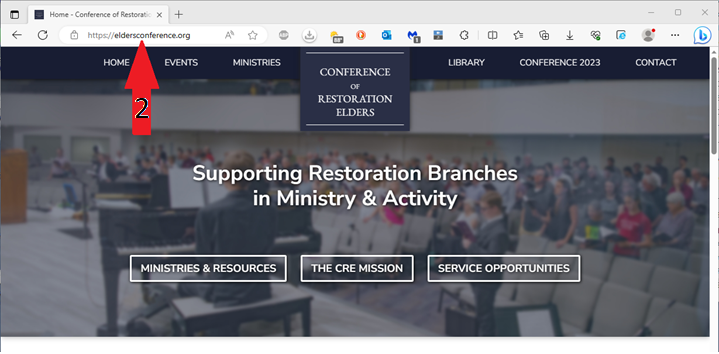 Home - Conference of Restoratio
https://eldersconference.org
HOME
EVENTS
MINISTRIES
CONFERENCE
OF
RESTORATION
ELDERS
LIBRARY
CONFERENCE 2023
CONTACT
2
Supporting Restoration Branches
in Ministry & Activity
MINISTRIES & RESOURCES
THE CRE MISSION
SERVICE OPPORTUNITIES